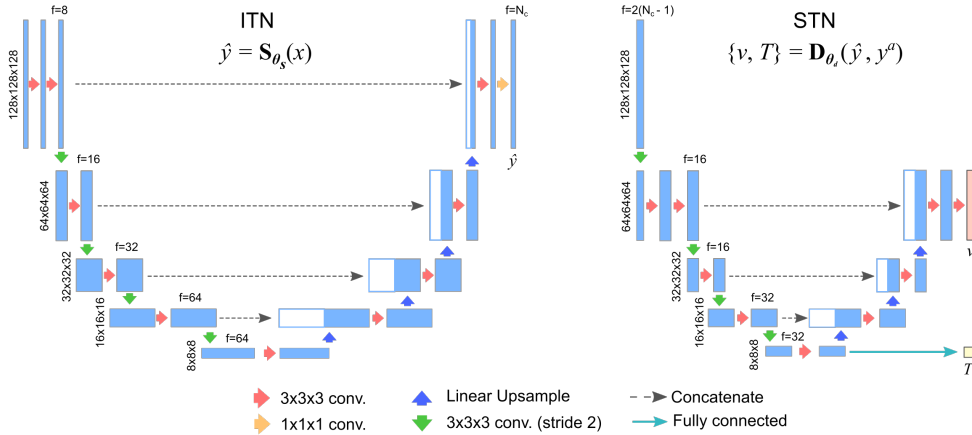 ITN
ŷ = S_θs(x)
f=8
f=N_c
128x128x128
ŷ
f=16
64x64x64
f=32
32x32x32
f=64
16x16x16
f=64
8x8x8
STN
{v, T} = D_θd(ŷ, y^a)
f=2(N_c - 1)
128x128x128
f=16
64x64x64
v
f=16
32x32x32
f=32
16x16x16
f=32
8x8x8
T
3x3x3 conv.
Linear Upsample
Concatenate
1x1x1 conv.
3x3x3 conv. (stride 2)
Fully connected